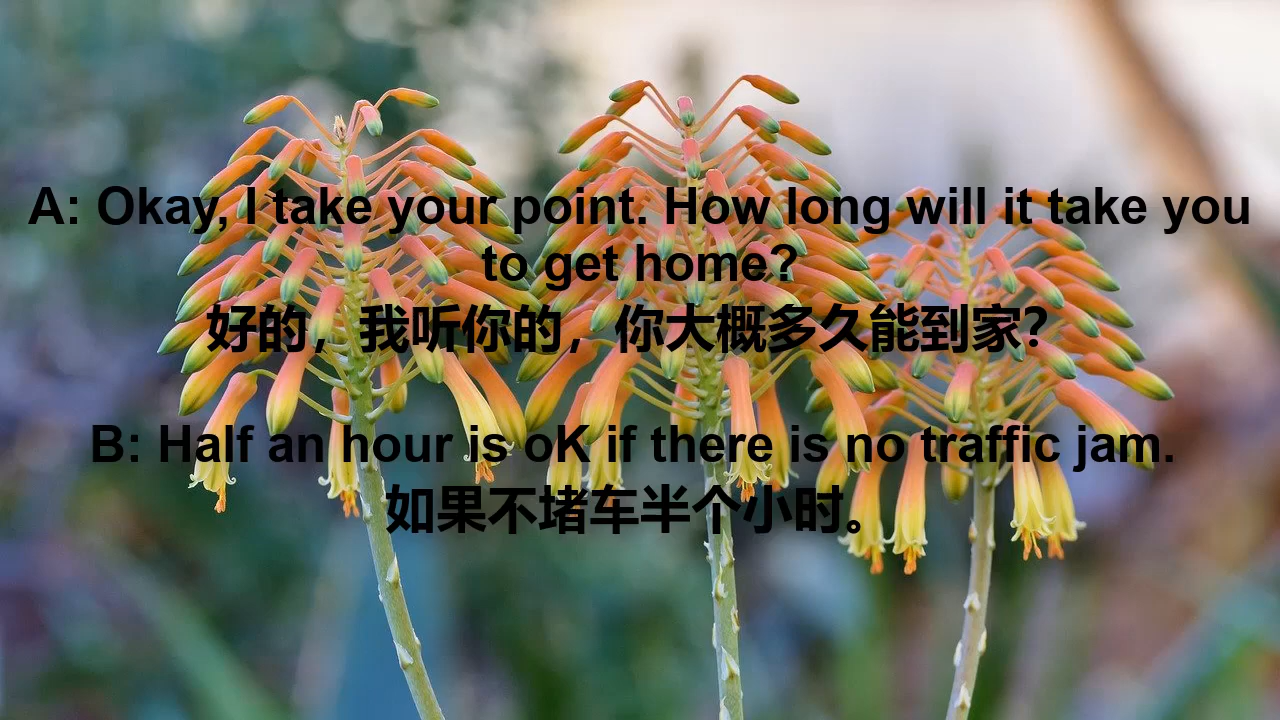 A: Okay, I take your point. How long will it take you
to get home?
好的，我听你的，你大概多久能到家？
B: Half an hour is oK if there is no traffic jam.
如果不堵车半个小时。